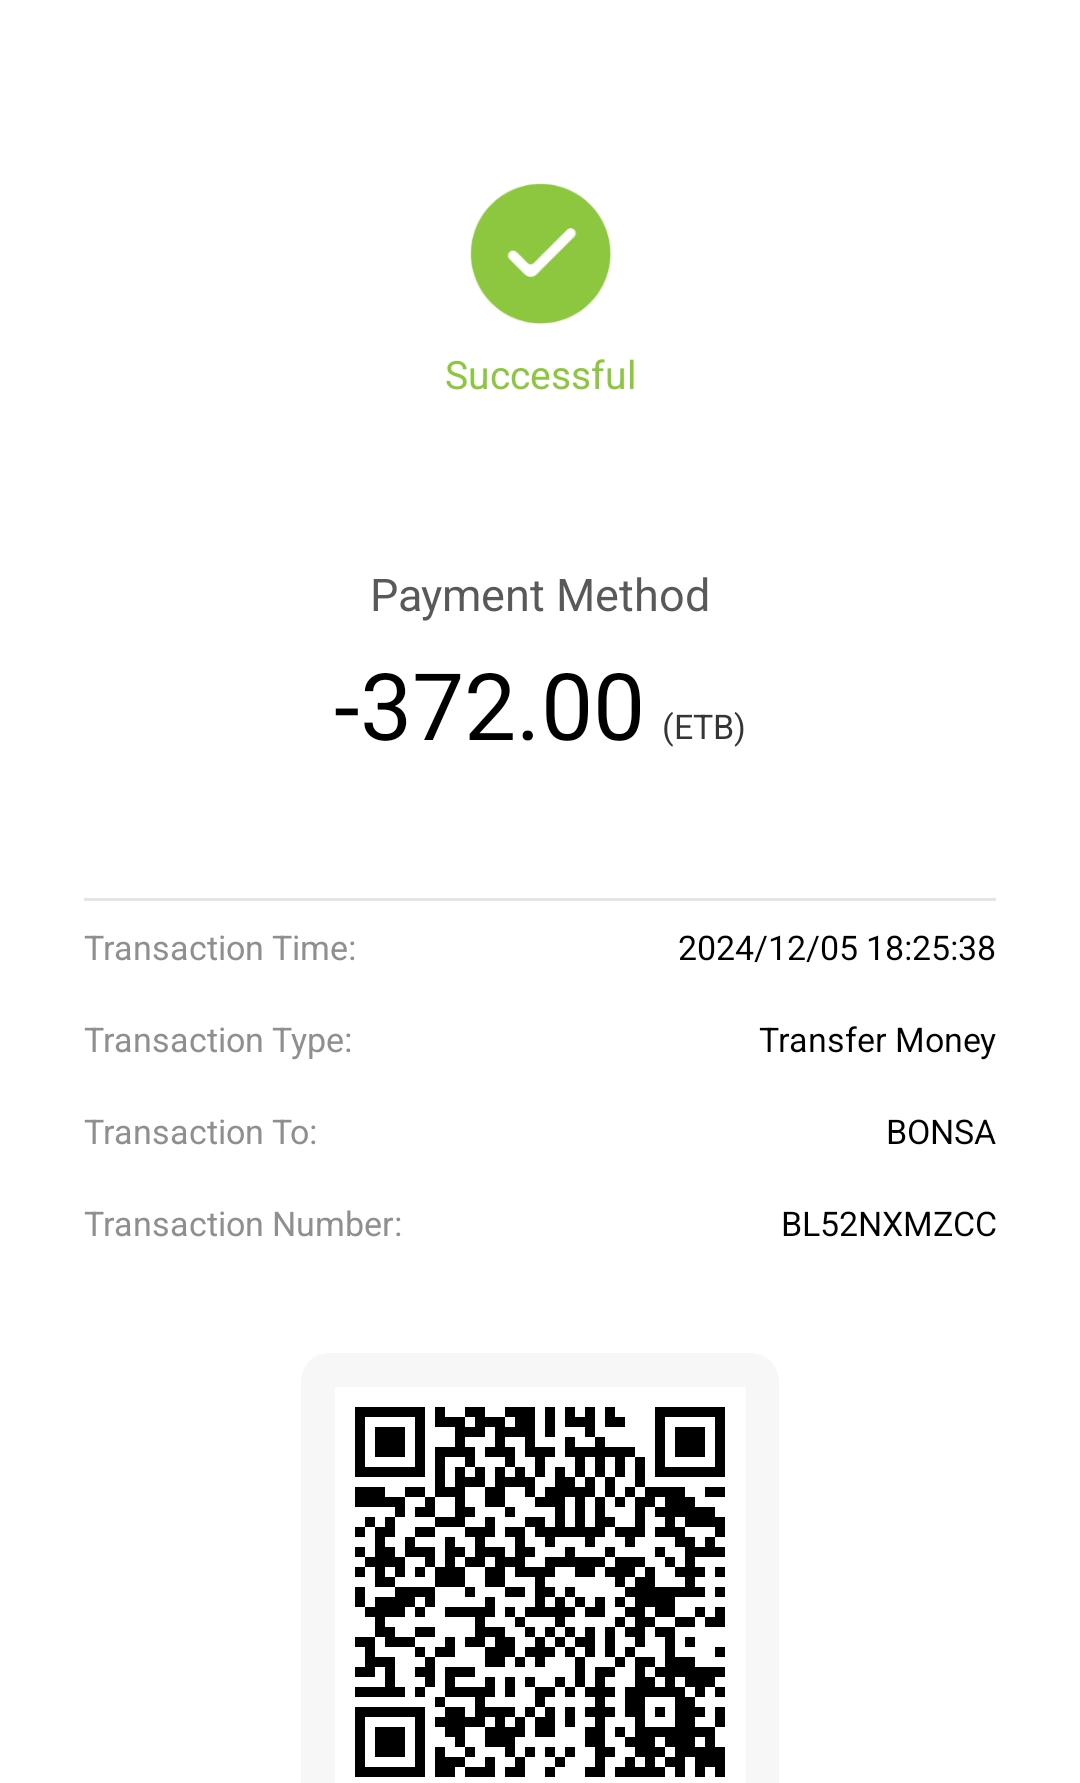 Successful
Payment Method
-372.00 (ETB)
Transaction Time: 2024/12/05 18:25:38
Transaction Type: Transfer Money
Transaction To: BONSA
Transaction Number: BL52NXMZCC